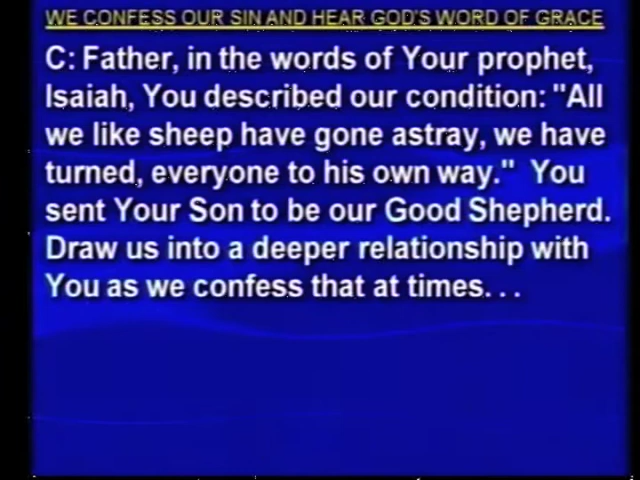 WE CONFESS OUR SIN AND HEAR GOD'S WORD OF GRACE
C: Father, in the words of Your prophet,
Isaiah, You described our condition: "All
we like sheep have gone astray, we have
turned, everyone to his own way."  You
sent Your Son to be our Good Shepherd.
Draw us into a deeper relationship with
You as we confess that at times. . .